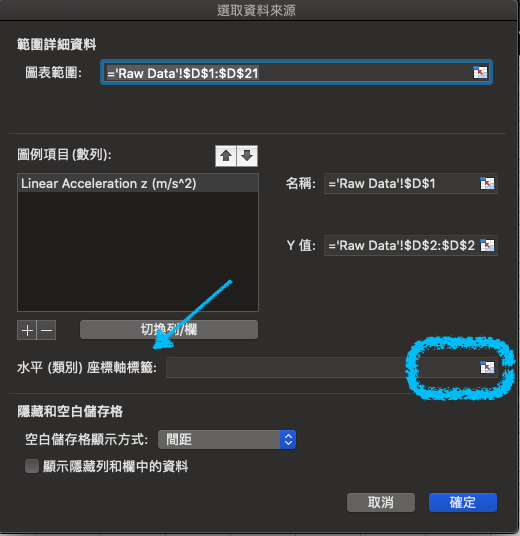 選取資料來源
範圍詳細資料
圖表範圍: ='Raw Data'!$D$1:$D$21
圖例項目 (數列):
Linear Acceleration z (m/s^2)
名稱: ='Raw Data'!$D$1
Y 值: ='Raw Data'!$D$2:$D$2
切換列/欄
水平 (類別) 座標軸標籤:
隱藏和空白儲存格
空白儲存格顯示方式: 間距
顯示隱藏列和欄中的資料
取消 確定